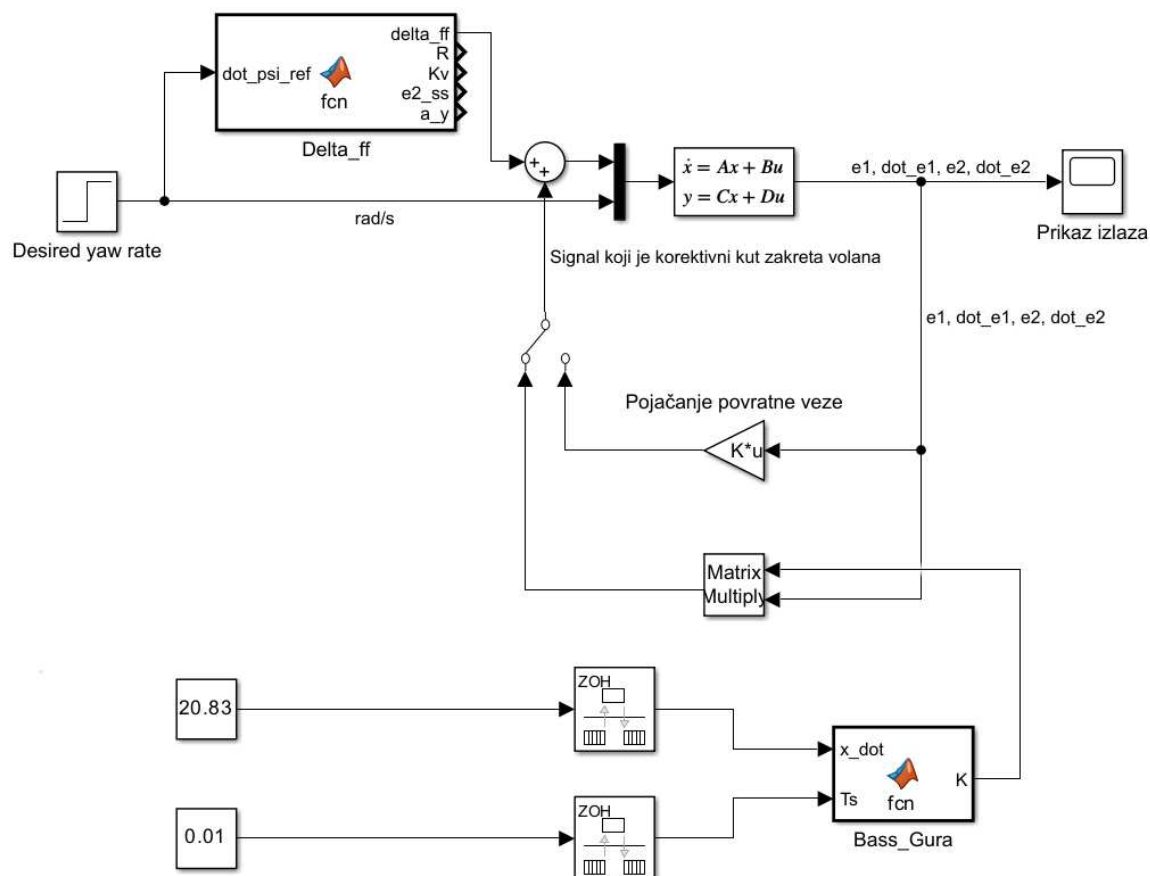 delta_ff
R
dot_psi_ref
Kv
fcn
e2_ss
a_y
Delta_ff
+
+
ẋ = Ax + Bu
y = Cx + Du
e1, dot_e1, e2, dot_e2
Prikaz izlaza
Desired yaw rate
rad/s
Signal koji je korektivni kut zakreta volana
e1, dot_e1, e2, dot_e2
Pojačanje povratne veze
K*u
Matrix
Multiply
20.83
ZOH
x_dot
K
Ts
fcn
Bass_Gura
0.01
ZOH